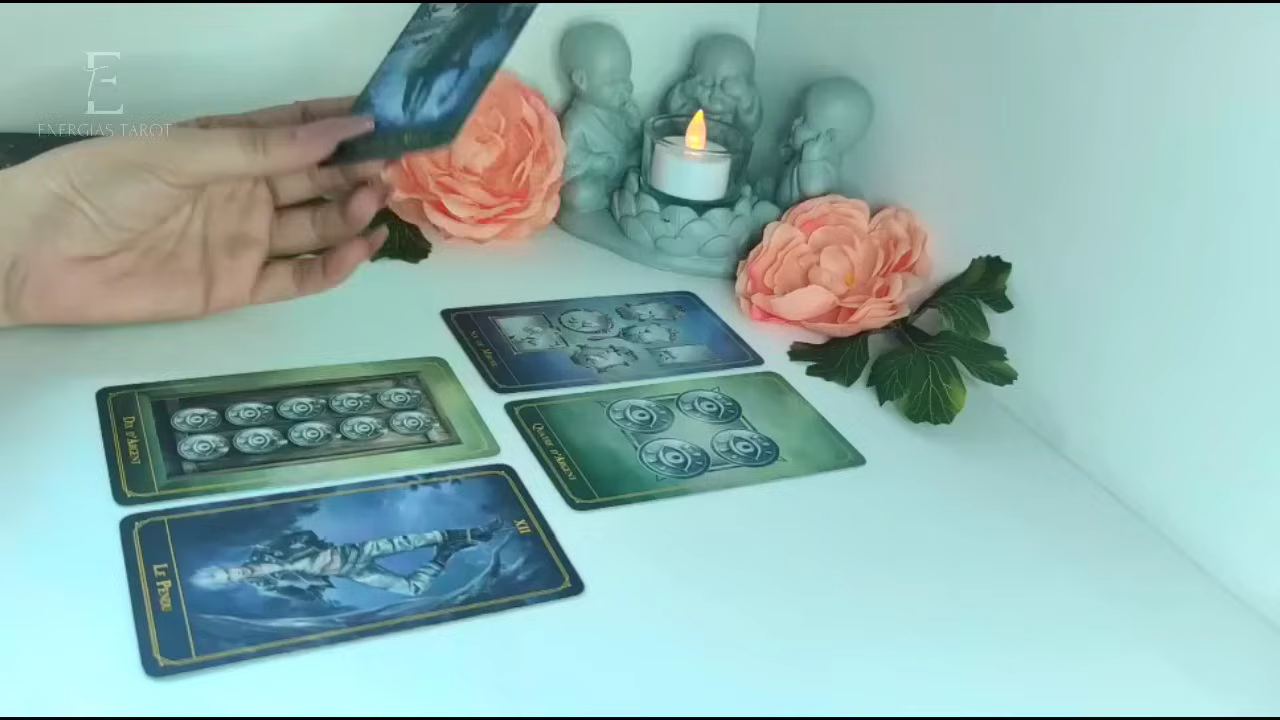 E
ENERGIAS TAROT
DIX D'ARGENT
QUATRE D'ARGENT
XII
LE PENDU